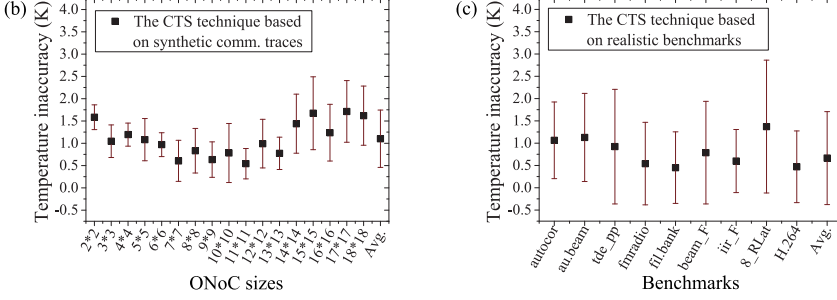 (b)
Temperature inaccuracy (K)
4.0
3.5
3.0
2.5
2.0
1.5
1.0
0.5
0.0
-0.5
The CTS technique based
on synthetic comm. traces
2*2
3*3
4*4
5*5
6*6
7*7
8*8
9*9
10*10
11*11
12*12
13*13
14*14
15*15
16*16
17*17
18*18
Avg.
ONoC sizes
(c)
Temperature inaccuracy (K)
4.0
3.5
3.0
2.5
2.0
1.5
1.0
0.5
0.0
-0.5
The CTS technique based
on realistic benchmarks
autocor
au.beam
tde_pp
fmradio
fil.bank
beam_F
iir_F
8_RLat
H.264
Avg.
Benchmarks